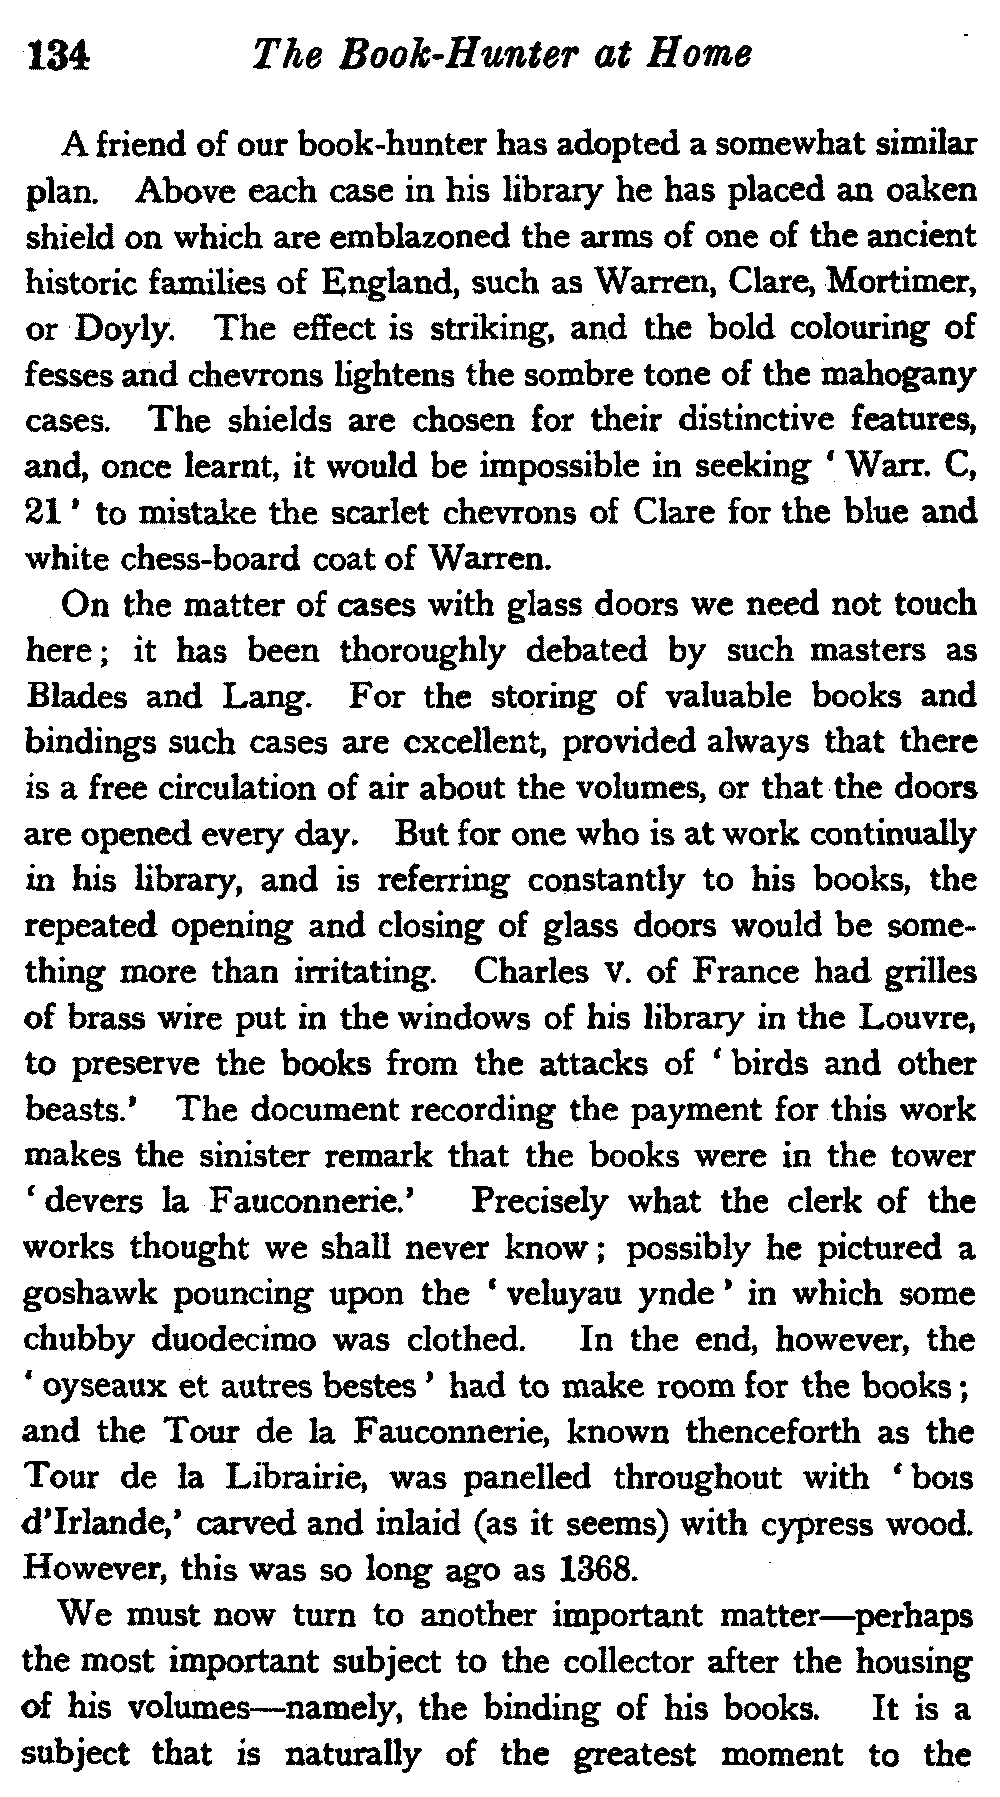 134 The Book-Hunter at Home
A friend of our book-hunter has adopted a somewhat similar
plan. Above each case in his library he has placed an oaken
shield on which are emblazoned the arms of one of the ancient
historic families of England, such as Warren, Clare, Mortimer,
or Doyly. The effect is striking, and the bold colouring of
fesses and chevrons lightens the sombre tone of the mahogany
cases. The shields are chosen for their distinctive features,
and, once learnt, it would be impossible in seeking ‘ Warr. C,
21 ’ to mistake the scarlet chevrons of Clare for the blue and
white chess-board coat of Warren.
On the matter of cases with glass doors we need not touch
here ; it has been thoroughly debated by such masters as
Blades and Lang. For the storing of valuable books and
bindings such cases are excellent, provided always that there
is a free circulation of air about the volumes, or that the doors
are opened every day. But for one who is at work continually
in his library, and is referring constantly to his books, the
repeated opening and closing of glass doors would be some-
thing more than irritating. Charles V. of France had grilles
of brass wire put in the windows of his library in the Louvre,
to preserve the books from the attacks of ‘ birds and other
beasts.’ The document recording the payment for this work
makes the sinister remark that the books were in the tower
‘ devers la Fauconnerie.’ Precisely what the clerk of the
works thought we shall never know ; possibly he pictured a
goshawk pouncing upon the ‘ veluyau ynde ’ in which some
chubby duodecimo was clothed. In the end, however, the
‘ oyseaux et autres bestes ’ had to make room for the books ;
and the Tour de la Fauconnerie, known thenceforth as the
Tour de la Librairie, was panelled throughout with ‘ bois
d’Irlande,’ carved and inlaid (as it seems) with cypress wood.
However, this was so long ago as 1368.
We must now turn to another important matter—perhaps
the most important subject to the collector after the housing
of his volumes—namely, the binding of his books. It is a
subject that is naturally of the greatest moment to the